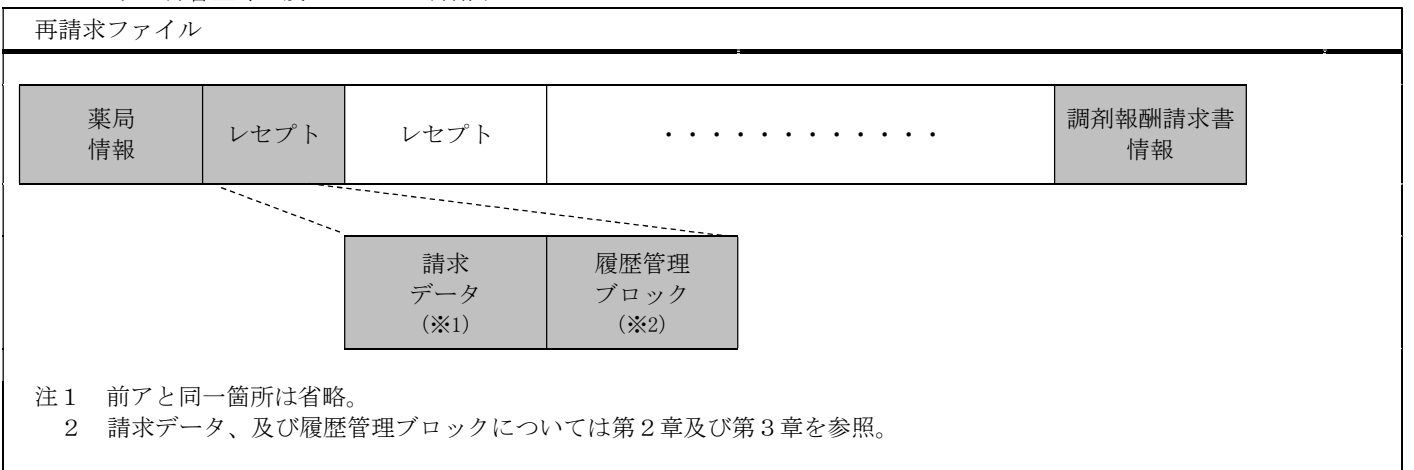 再請求ファイル
薬局
情報
レセプト
レセプト
・・・・・・・・・・・・
調剤報酬請求書
情報
請求
データ
(※1)
履歴管理
ブロック
(※2)
注１　前アと同一箇所は省略。
２　請求データ、及び履歴管理ブロックについては第２章及び第３章を参照。